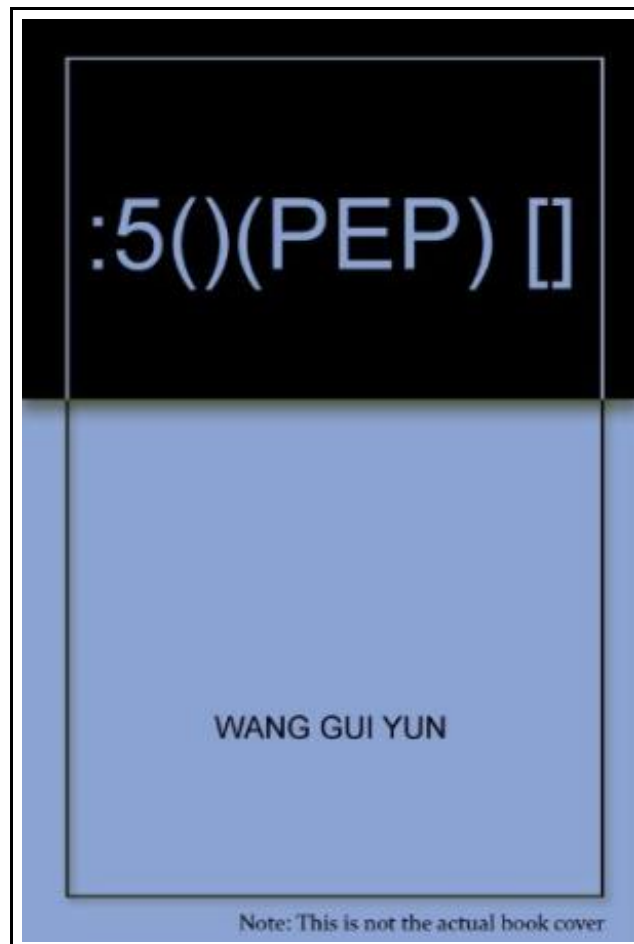 :5()(PEP) []
WANG GUI YUN
Note: This is not the actual book cover